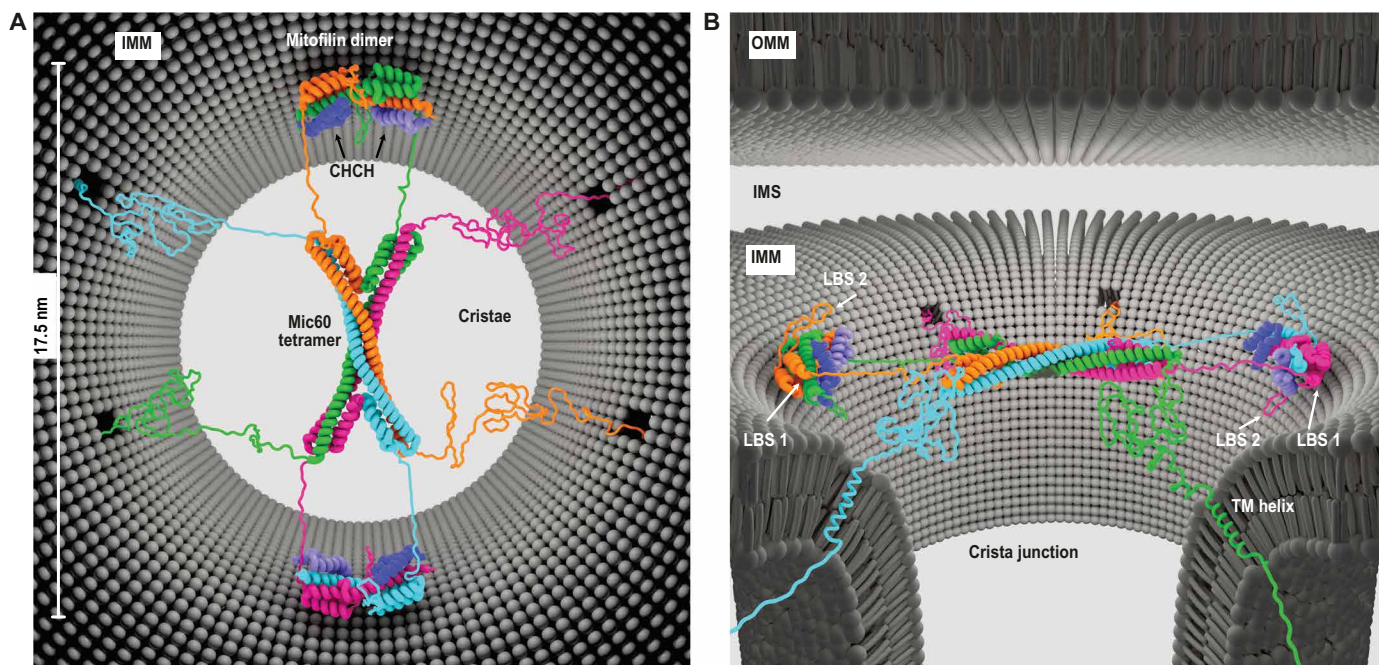 A
IMM
Mitofilin dimer
CHCH
17.5 nm
Mic60
tetramer
Cristae
B
OMM
IMS
IMM
LBS 2
LBS 1
LBS 2
LBS 1
TM helix
Crista junction